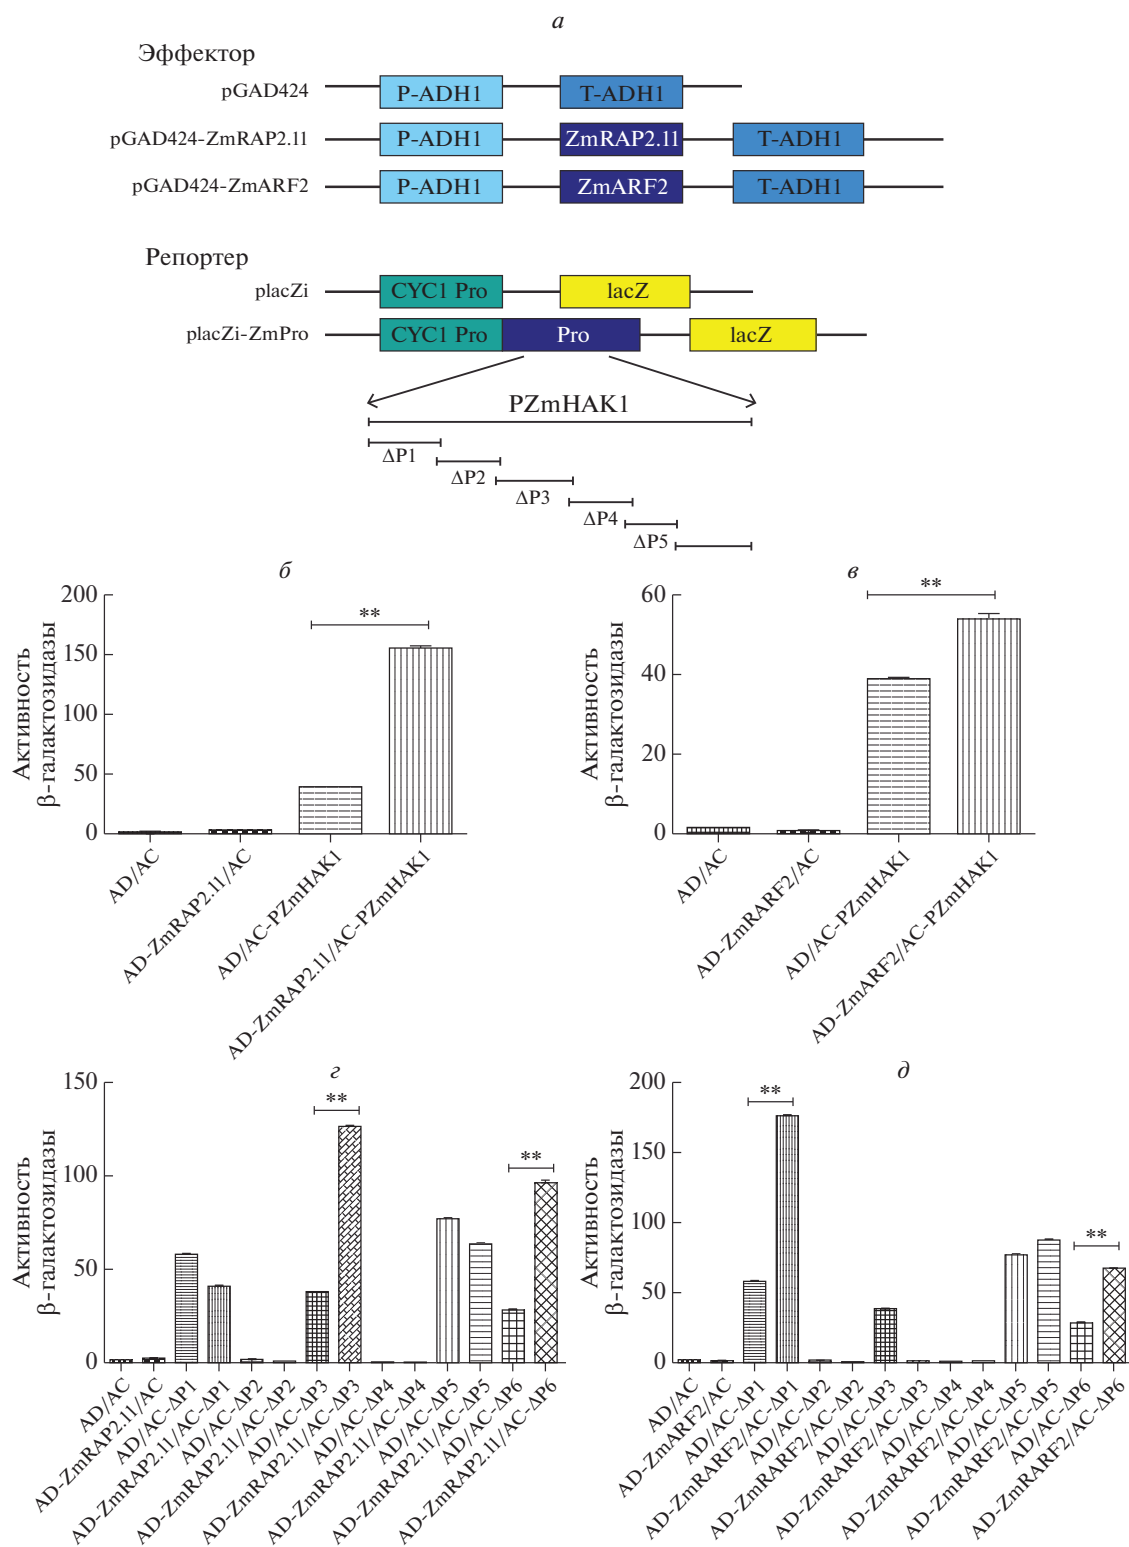 а
Эффектор
pGAD424
P-ADH1
T-ADH1
pGAD424-ZmRAP2.11
P-ADH1
ZmRAP2.11
T-ADH1
pGAD424-ZmARF2
P-ADH1
ZmARF2
T-ADH1
Репортер
placZi
CYC1 Pro
lacZ
placZi-ZmPro
CYC1 Pro
Pro
lacZ
PZmHAK1
ΔP1
ΔP2
ΔP3
ΔP4
ΔP5
б
Активность
β-галактозидазы
200
150
100
50
0
**
AD/AC
AD-ZmRAP2.11/AC
AD/AC-PZmHAK1
AD-ZmRAP2.11/AC-PZmHAK1
в
Активность
β-галактозидазы
60
40
20
0
**
AD/AC
AD-ZmRARF2/AC
AD/AC-PZmHAK1
AD-ZmARF2/AC-PZmHAK1
г
Активность
β-галактозидазы
150
100
50
0
**
**
AD/AC
AD-ZmRAP2.11/AC
AD/AC-ΔP1
AD-ZmRAP2.11/AC-ΔP1
AD/AC-ΔP2
AD-ZmRAP2.11/AC-ΔP2
AD/AC-ΔP3
AD-ZmRAP2.11/AC-ΔP3
AD/AC-ΔP4
AD-ZmRAP2.11/AC-ΔP4
AD/AC-ΔP5
AD-ZmRAP2.11/AC-ΔP5
AD/AC-ΔP6
AD-ZmRAP2.11/AC-ΔP6
д
Активность
β-галактозидазы
200
150
100
50
0
**
**
AD/AC
AD-ZmARF2/AC
AD/AC-ΔP1
AD-ZmRARF2/AC-ΔP1
AD/AC-ΔP2
AD-ZmRARF2/AC-ΔP2
AD/AC-ΔP3
AD-ZmRARF2/AC-ΔP3
AD/AC-ΔP4
AD-ZmRARF2/AC-ΔP4
AD/AC-ΔP5
AD-ZmRARF2/AC-ΔP5
AD/AC-ΔP6
AD-ZmRARF2/AC-ΔP6